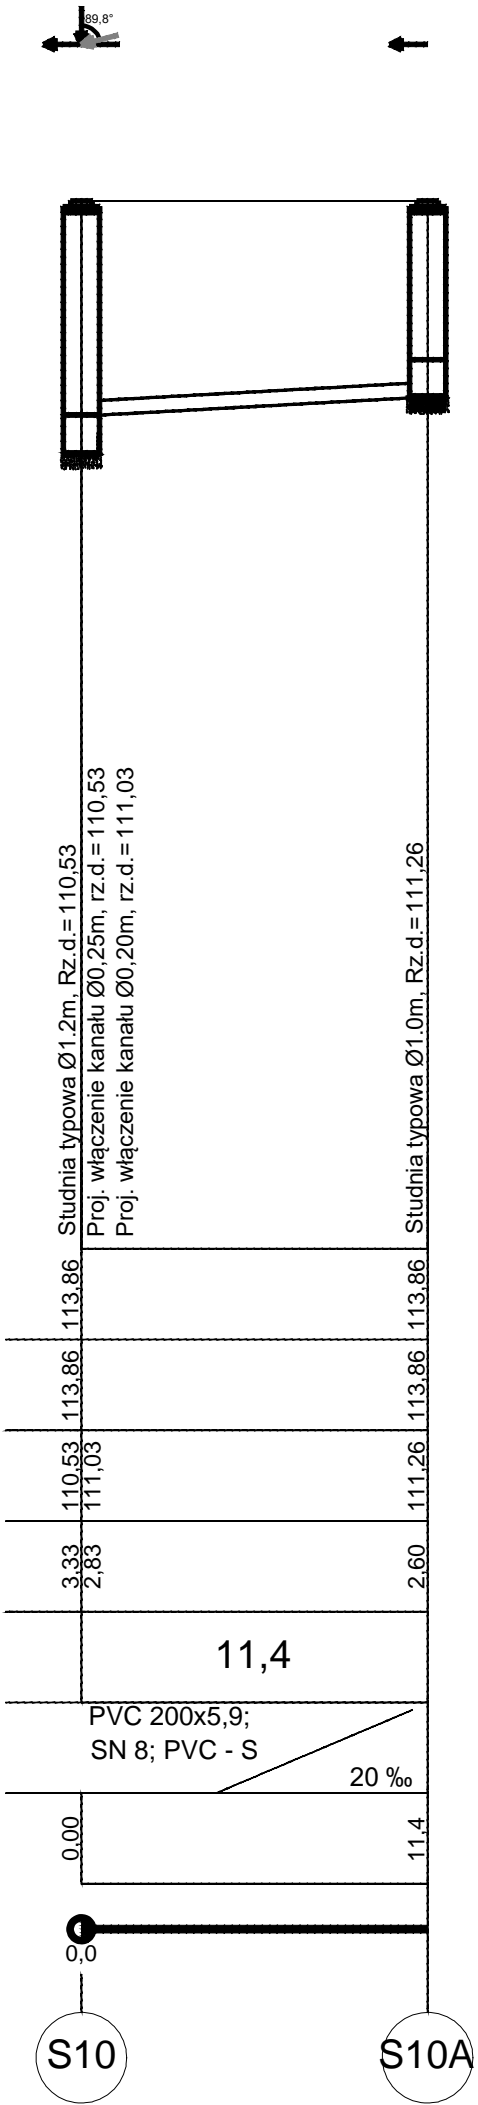 89,8°
Studnia typowa Ø1.2m, Rz.d.= 110,53
Proj. włączenie kanału Ø0,25m, rz.d.= 110,53
Proj. włączenie kanału Ø0,20m, rz.d.= 111,03
Studnia typowa Ø1.0m, Rz.d.= 111,26
113,86
113,86
113,86
113,86
110,53
111,03
111,26
3,33
2,83
2,60
11,4
PVC 200x5,9;
SN 8; PVC - S
20 ‰
0,00
11,4
0,0
S10
S10A